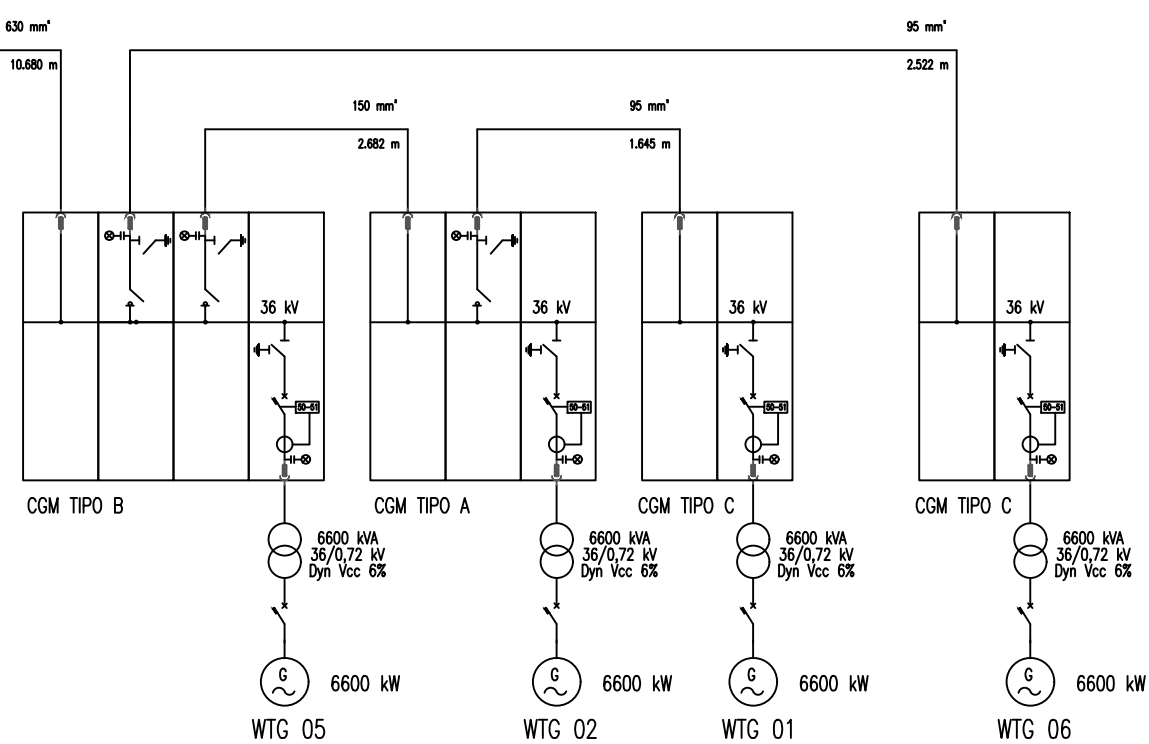 630 mm²
95 mm²
10.680 m
2.522 m
150 mm²
95 mm²
2.682 m
1.645 m
36 kV
36 kV
36 kV
36 kV
50-51
50-51
50-51
50-51
CGM TIPO B
CGM TIPO A
CGM TIPO C
CGM TIPO C
6600 kVA
36/0,72 kV
Dyn Vcc 6%
6600 kVA
36/0,72 kV
Dyn Vcc 6%
6600 kVA
36/0,72 kV
Dyn Vcc 6%
6600 kVA
36/0,72 kV
Dyn Vcc 6%
G
6600 kW
G
6600 kW
G
6600 kW
G
6600 kW
WTG 05
WTG 02
WTG 01
WTG 06